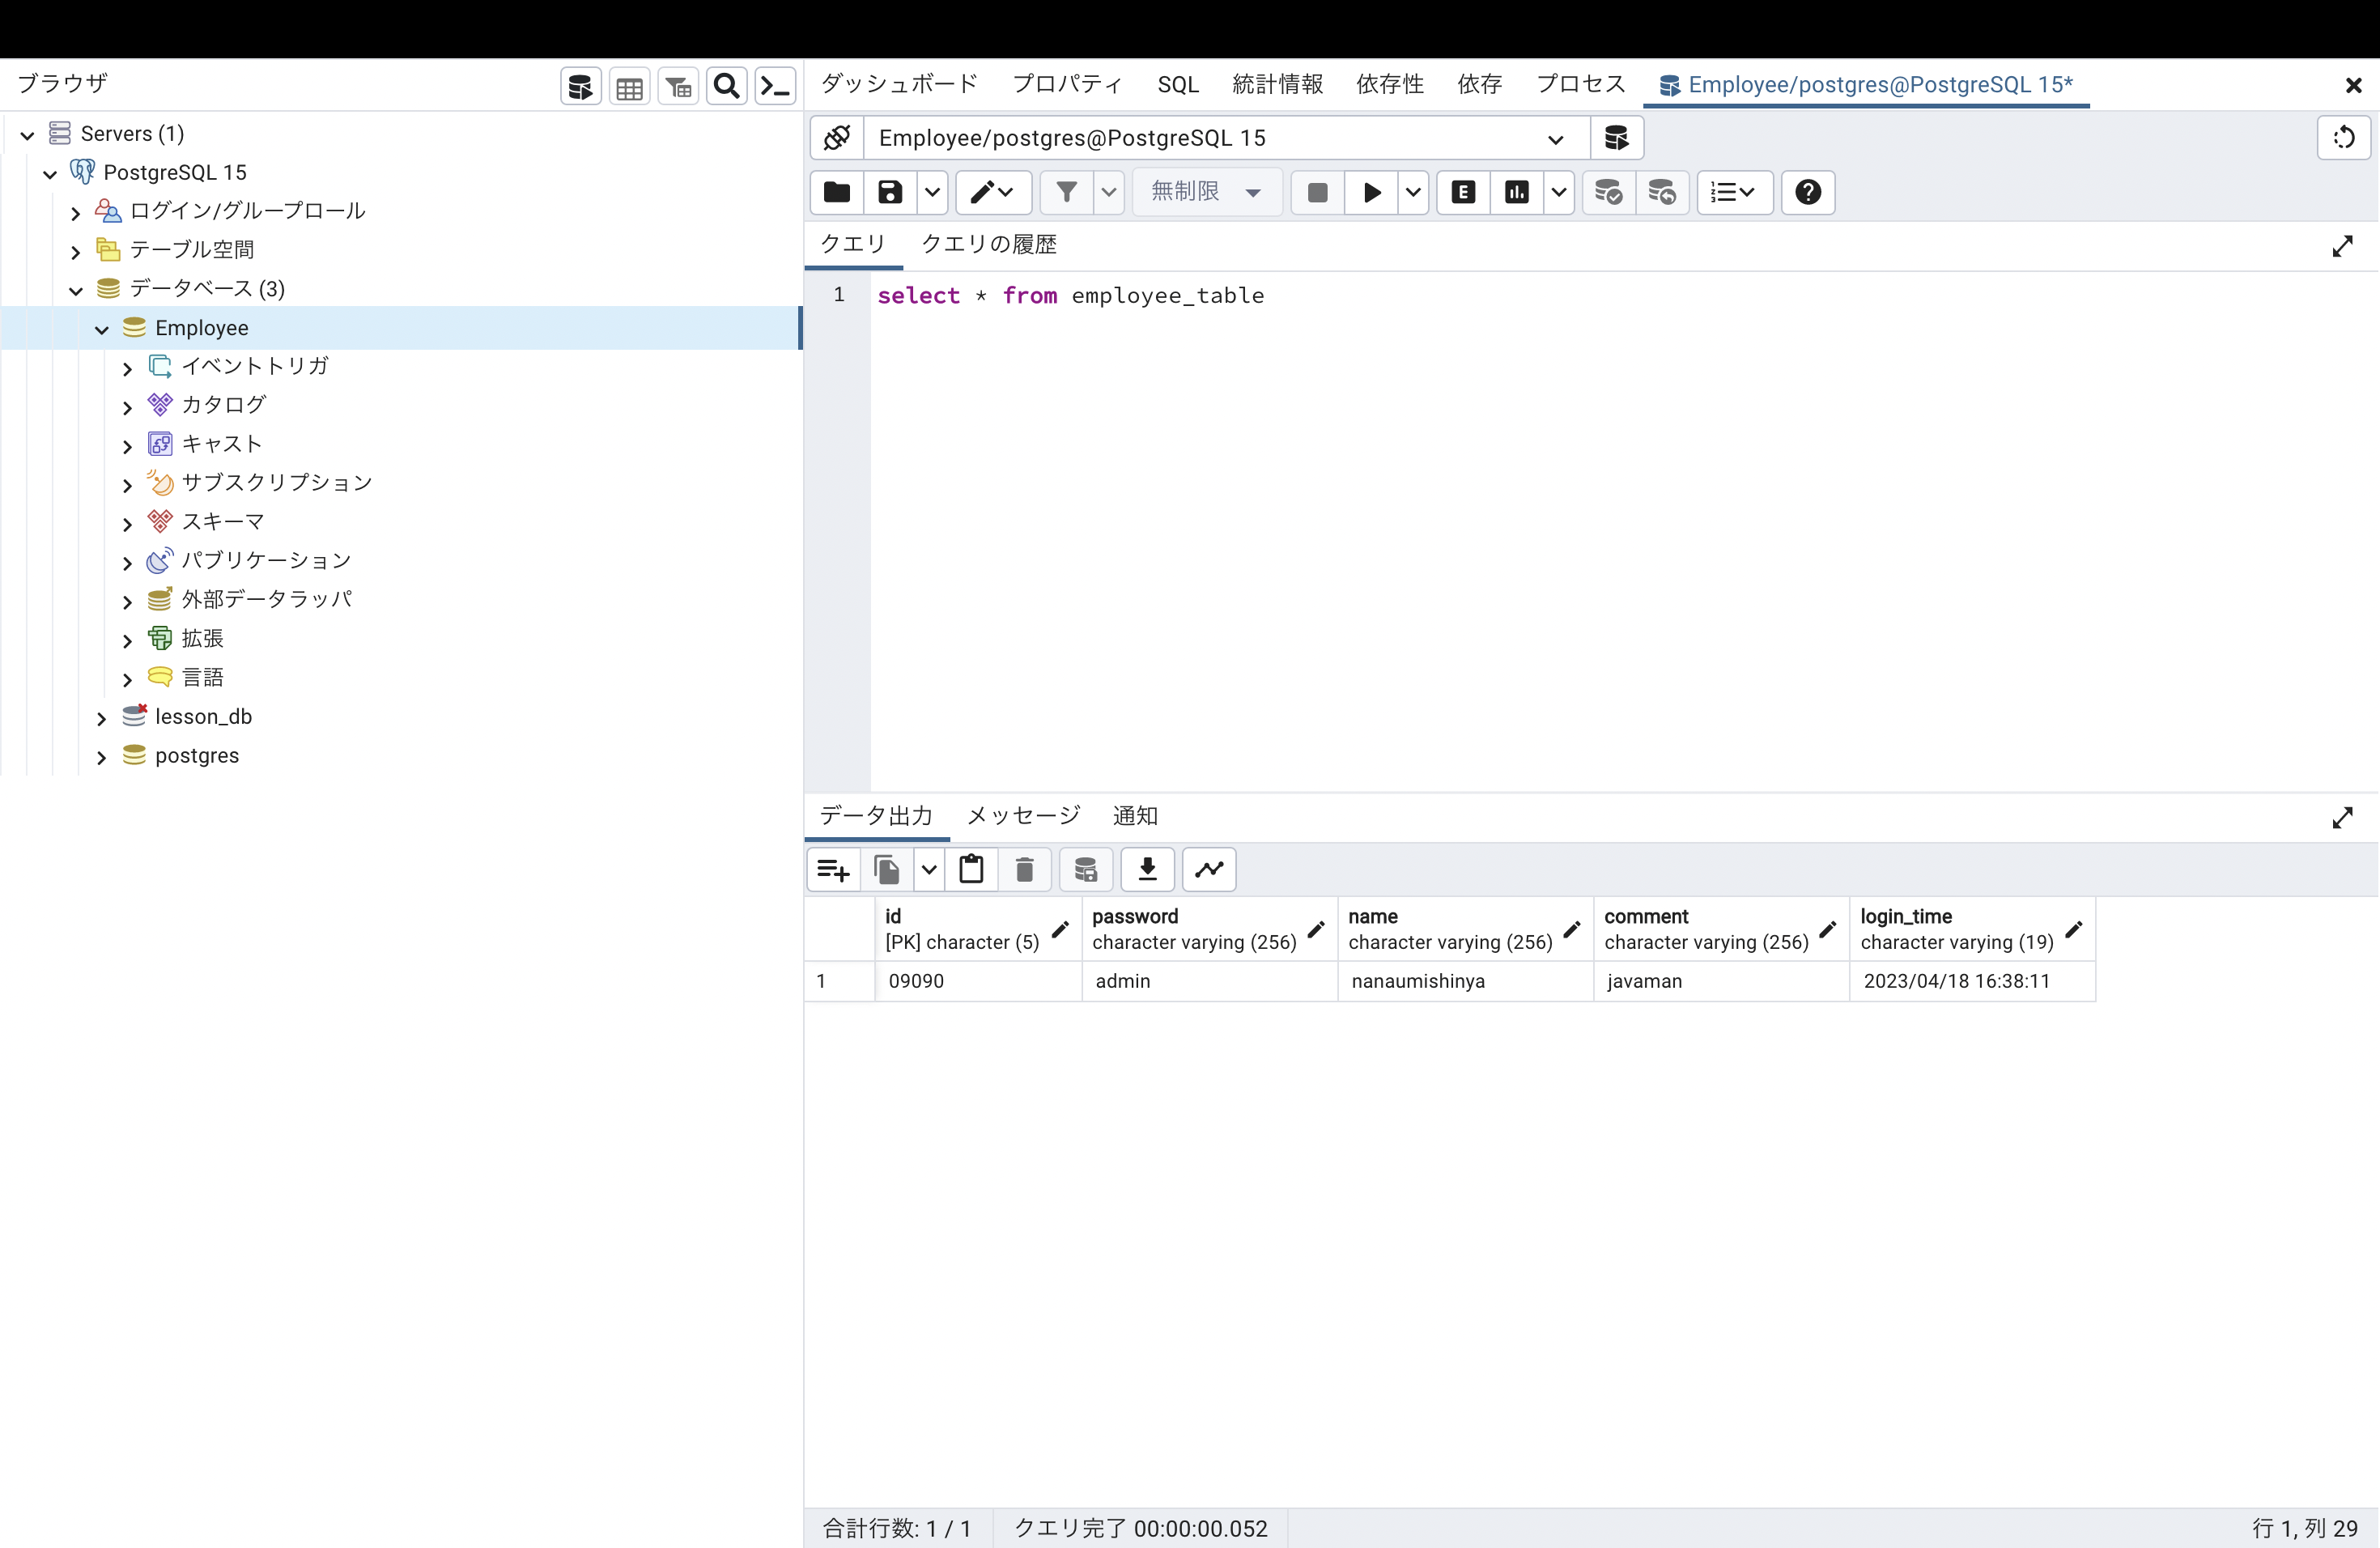 ブラウザ
Servers (1)
PostgreSQL 15
ログイン/グループロール
テーブル空間
データベース (3)
Employee
イベントトリガ
カタログ
キャスト
サブスクリプション
スキーマ
パブリケーション
外部データラッパ
拡張
言語
lesson_db
postgres
ダッシュボード プロパティ SQL 統計情報 依存性 依存 プロセス Employee/postgres@PostgreSQL 15*
Employee/postgres@PostgreSQL 15
無制限 E
クエリ クエリの履歴
1 select * from employee_table
データ出力 メッセージ 通知
id password name comment login_time
[PK] character (5) character varying (256) character varying (256) character varying (256) character varying (19)
1 09090 admin nanaumishinya javaman 2023/04/18 16:38:11
合計行数: 1 / 1 クエリ完了 00:00:00.052 行 1, 列 29